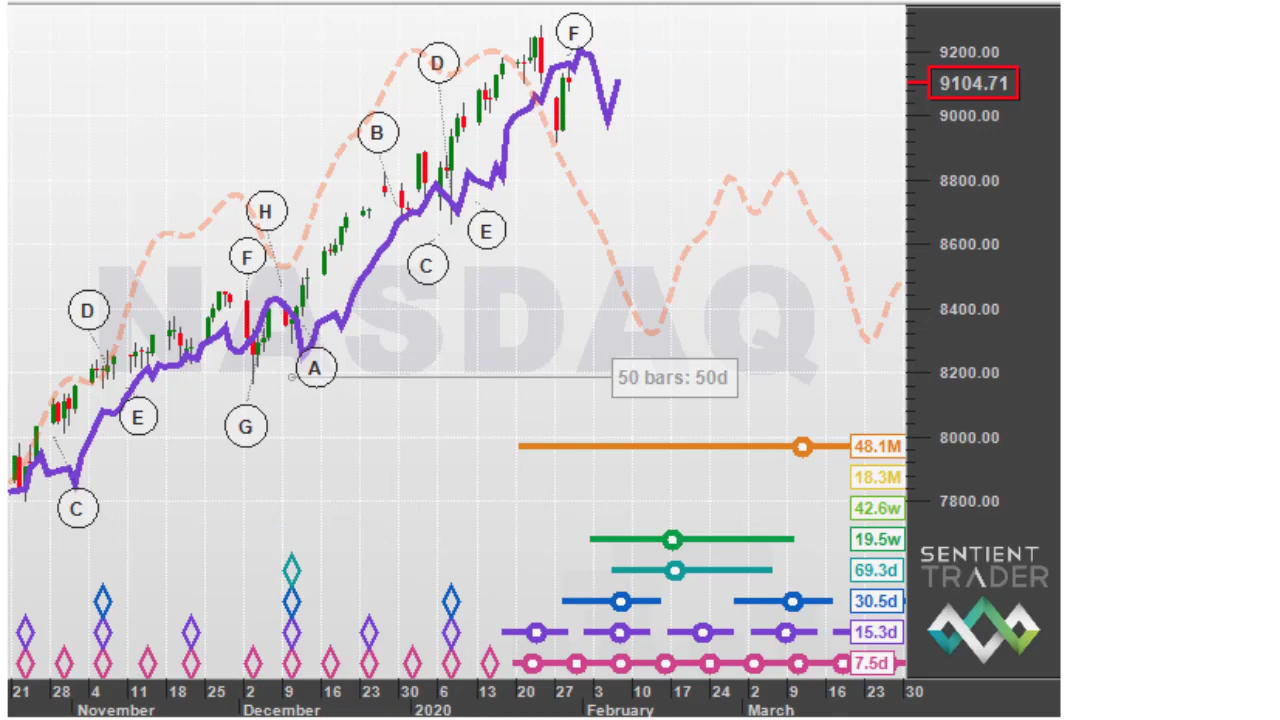 F
9200.00
D
9104.71
9000.00
B
8800.00
H
E
8600.00
F
C
NASDAQ
D
8400.00
A
50 bars: 50d
8200.00
E
G
8000.00
48.1M
18.3M
7800.00
C
42.6w
19.5w
SENTIENT
TRADER
69.3d
30.5d
15.3d
7.5d
21 28 4 11 18 25 2 9 16 23 30 6 13 20 27 3 10 17 24 2 9 16 23 30
November December 2020 February March